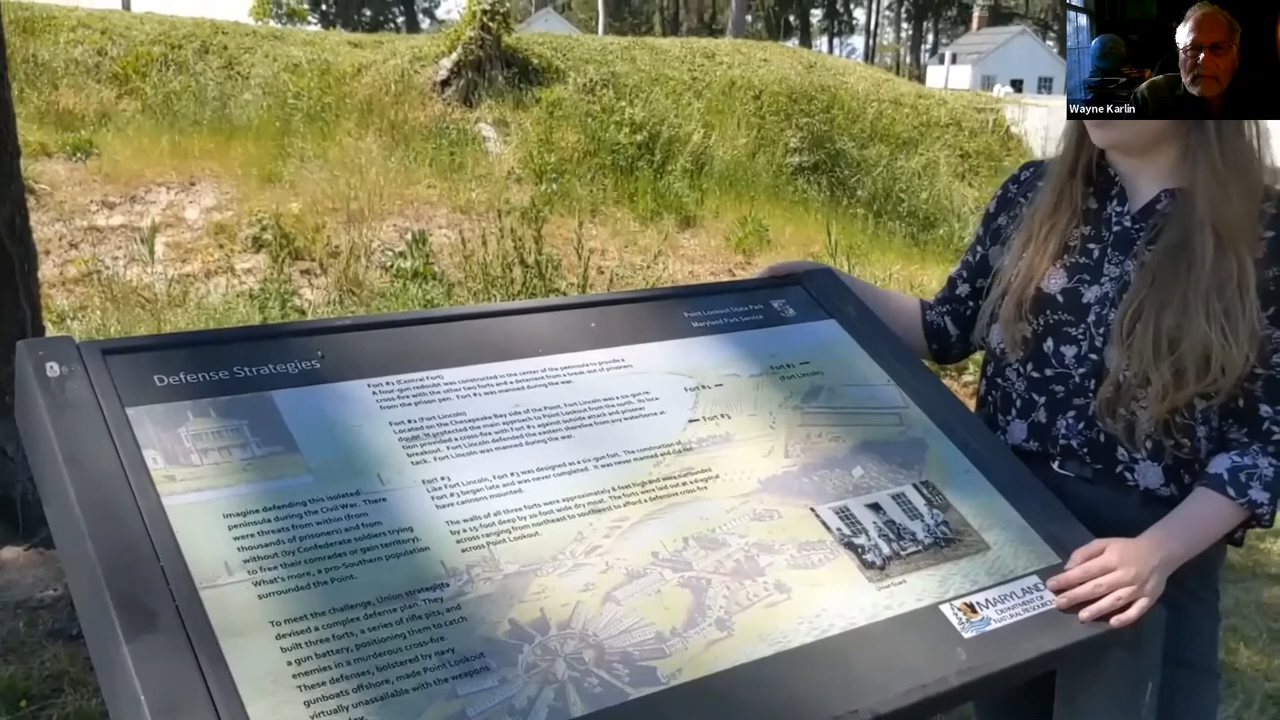 Wayne Karlin
Point Lookout State Park
Maryland Park Service
Defense Strategies
Fort #1 (Central Fort)
A four-gun redoubt was constructed in the center of the peninsula to provide a
cross-fire with the other two forts and a deterrent from a break-out of prisoners
from the prison pen. Fort #1 was manned during the war.
Fort #2 (Fort Lincoln)
Located on the Chesapeake Bay side of the Point, Fort Lincoln was a six-gun re-
doubt. It protected the main approach to Point Lookout from the north. Its loca-
tion provided a cross-fire with Fort #1 against outside attack and prisoner
breakout. Fort Lincoln defended the eastern shoreline from any waterborne at-
tack. Fort Lincoln was manned during the war.
Fort #3
Like Fort Lincoln, Fort #3 was designed as a six-gun fort. The construction of
Fort #3 began late and was never completed. It was never manned and did not
have cannons mounted.
The walls of all three forts were approximately 8 feet high and were surrounded
by a 15-foot deep by 20-foot wide dry moat. The forts were laid out at a diagonal
across ranging from northeast to southwest to afford a defensive cross-fire
across Point Lookout.
Fort #1
Fort #2
(Fort Lincoln)
Fort #3
Imagine defending this isolated
peninsula during the Civil War. There
were threats from within (from
thousands of prisoners) and from
without (by Confederate soldiers trying
to free their comrades or gain territory).
What's more, a pro-Southern population
surrounded the Point.
To meet the challenge, Union strategists
devised a complex defense plan. They
built three forts, a series of rifle pits, and
a gun battery, positioning them to catch
enemies in a murderous cross-fire.
These defenses, bolstered by navy
gunboats offshore, made Point Lookout
virtually unassailable with the weapons
Union Guard
MARYLAND
DEPARTMENT OF
NATURAL RESOURCES